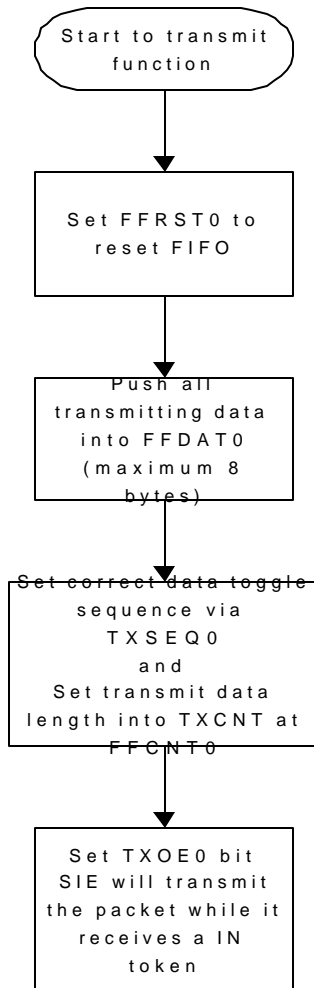 Start to transmit
function
Set FFRST0 to
reset FIFO
Push all
transmitting data
into FFDAT0
(maximum 8
bytes)
Set correct data toggle
sequence via
TXSEQ0
and
Set transmit data
length into TXCNT at
FFCNT0
Set TXOE0 bit
SIE will transmit
the packet while it
receives a IN
token